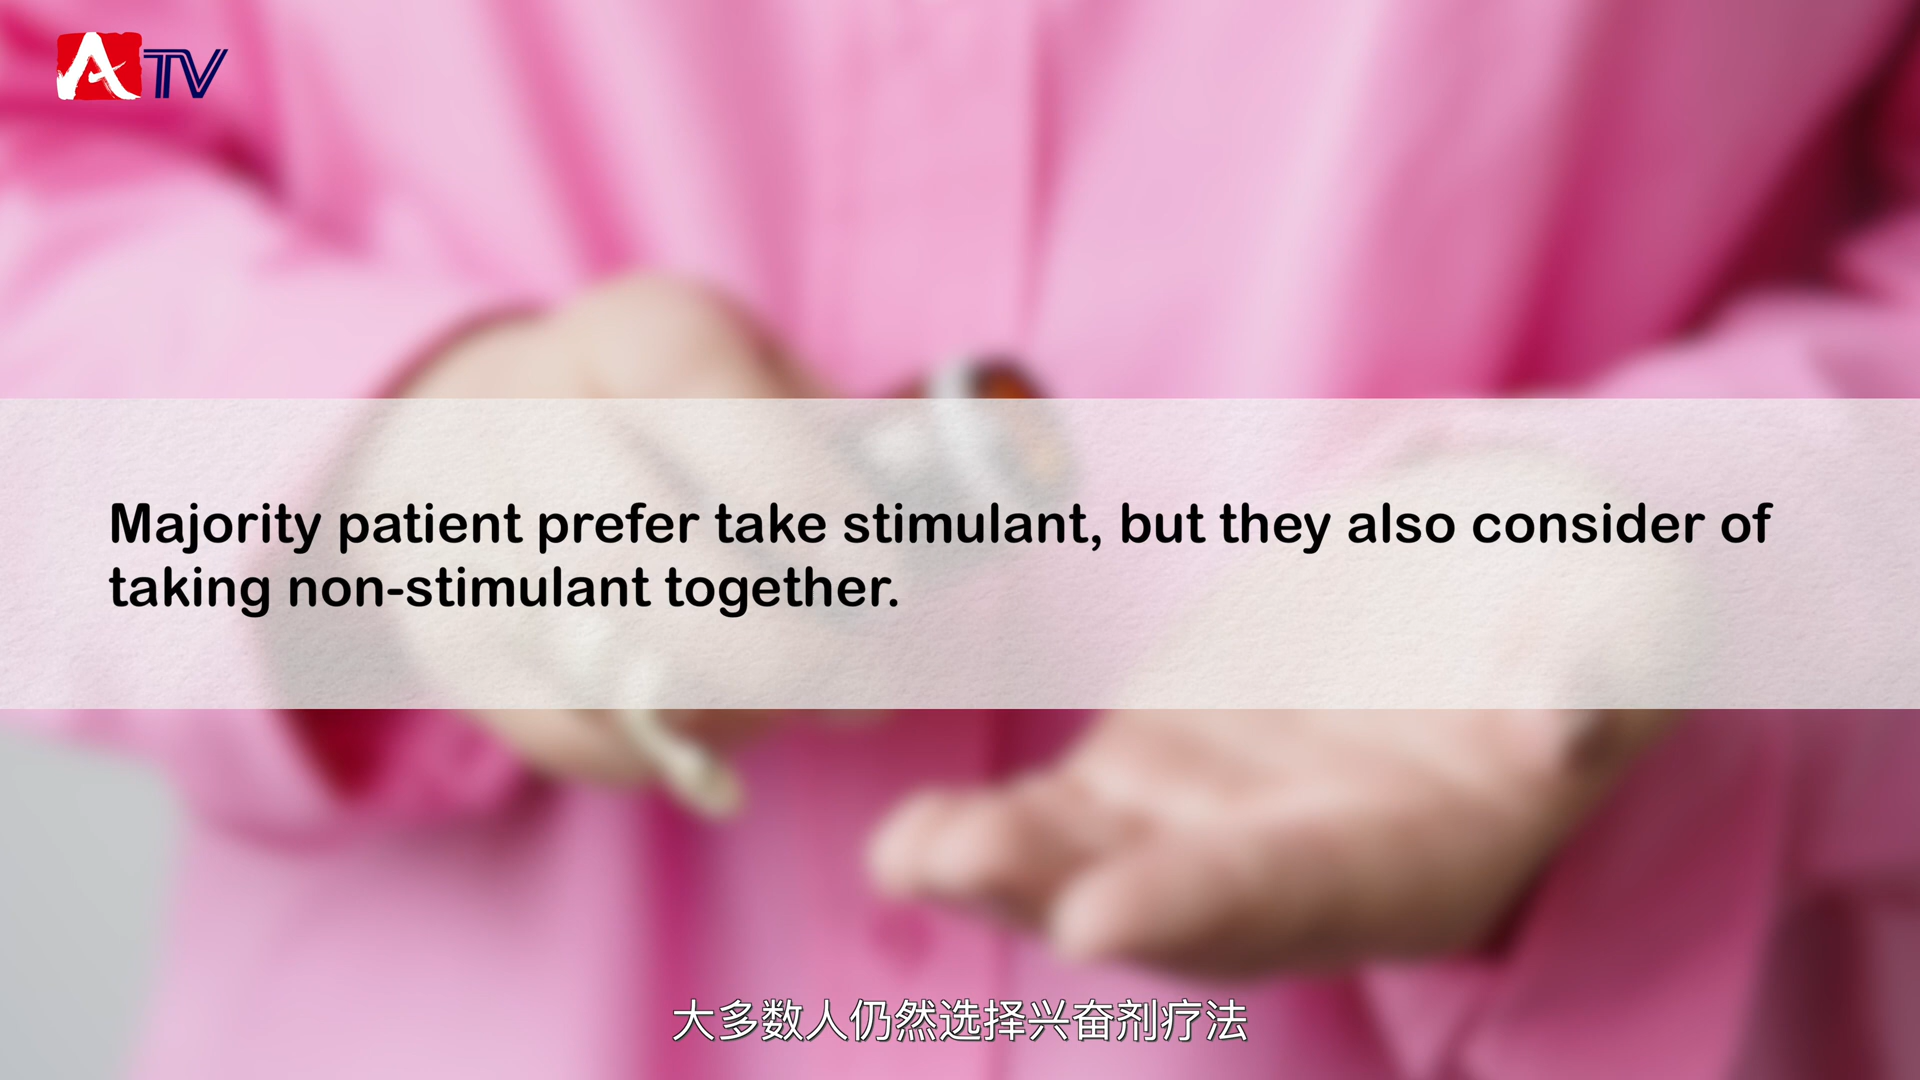 ATV
Majority patient prefer take stimulant, but they also consider of
taking non-stimulant together.
大多数人仍然选择兴奋剂疗法